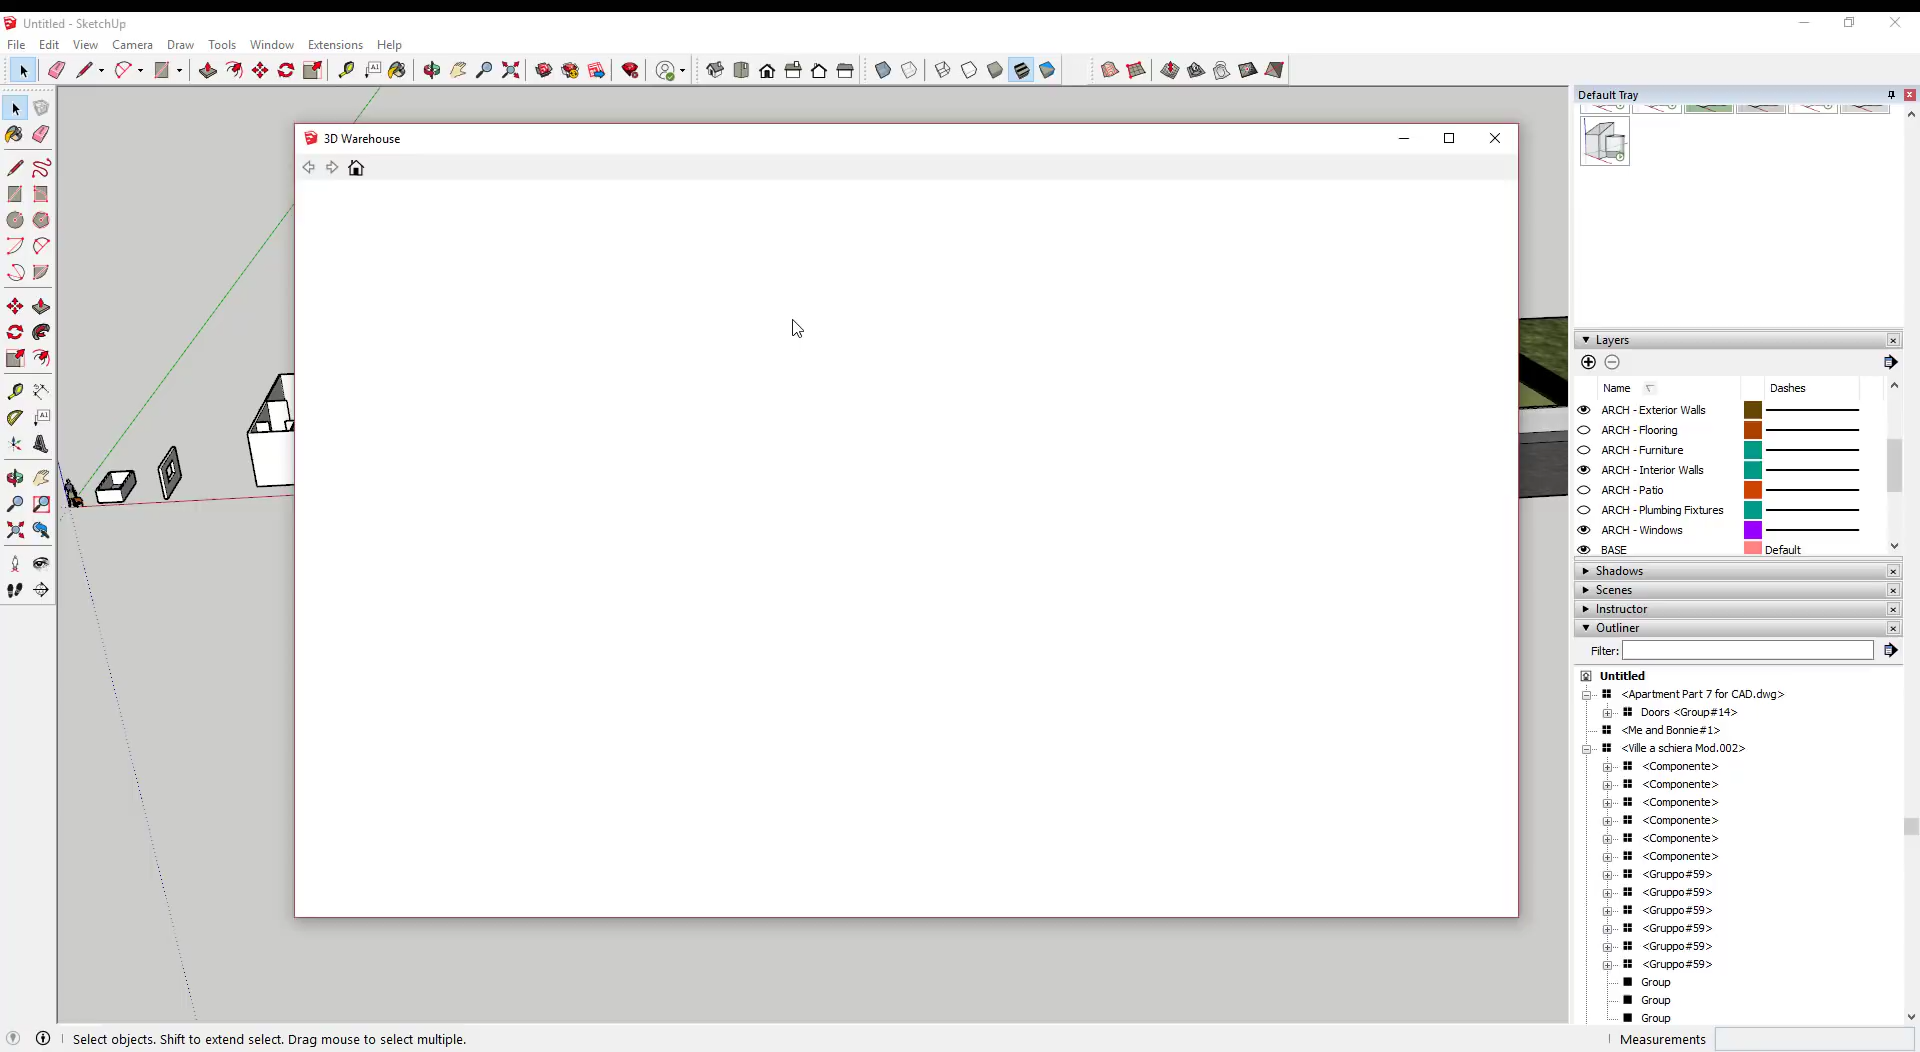 Untitled - SketchUp
File Edit View Camera Draw Tools Window Extensions Help
A1
Default Tray
3D Warehouse
A1
Layers
Name Dashes
ARCH - Exterior Walls
ARCH - Flooring
ARCH - Furniture
ARCH - Interior Walls
ARCH - Patio
ARCH - Plumbing Fixtures
ARCH - Windows
BASE Default
Shadows
Scenes
Instructor
Outliner
Filter:
Untitled
<Apartment Part 7 for CAD.dwg>
Doors <Group#14>
<Me and Bonnie#1>
<Ville a schiera Mod.002>
<Componente>
<Componente>
<Componente>
<Componente>
<Componente>
<Componente>
<Gruppo#59>
<Gruppo#59>
<Gruppo#59>
<Gruppo#59>
<Gruppo#59>
<Gruppo#59>
Group
Group
Group
Select objects. Shift to extend select. Drag mouse to select multiple. Measurements